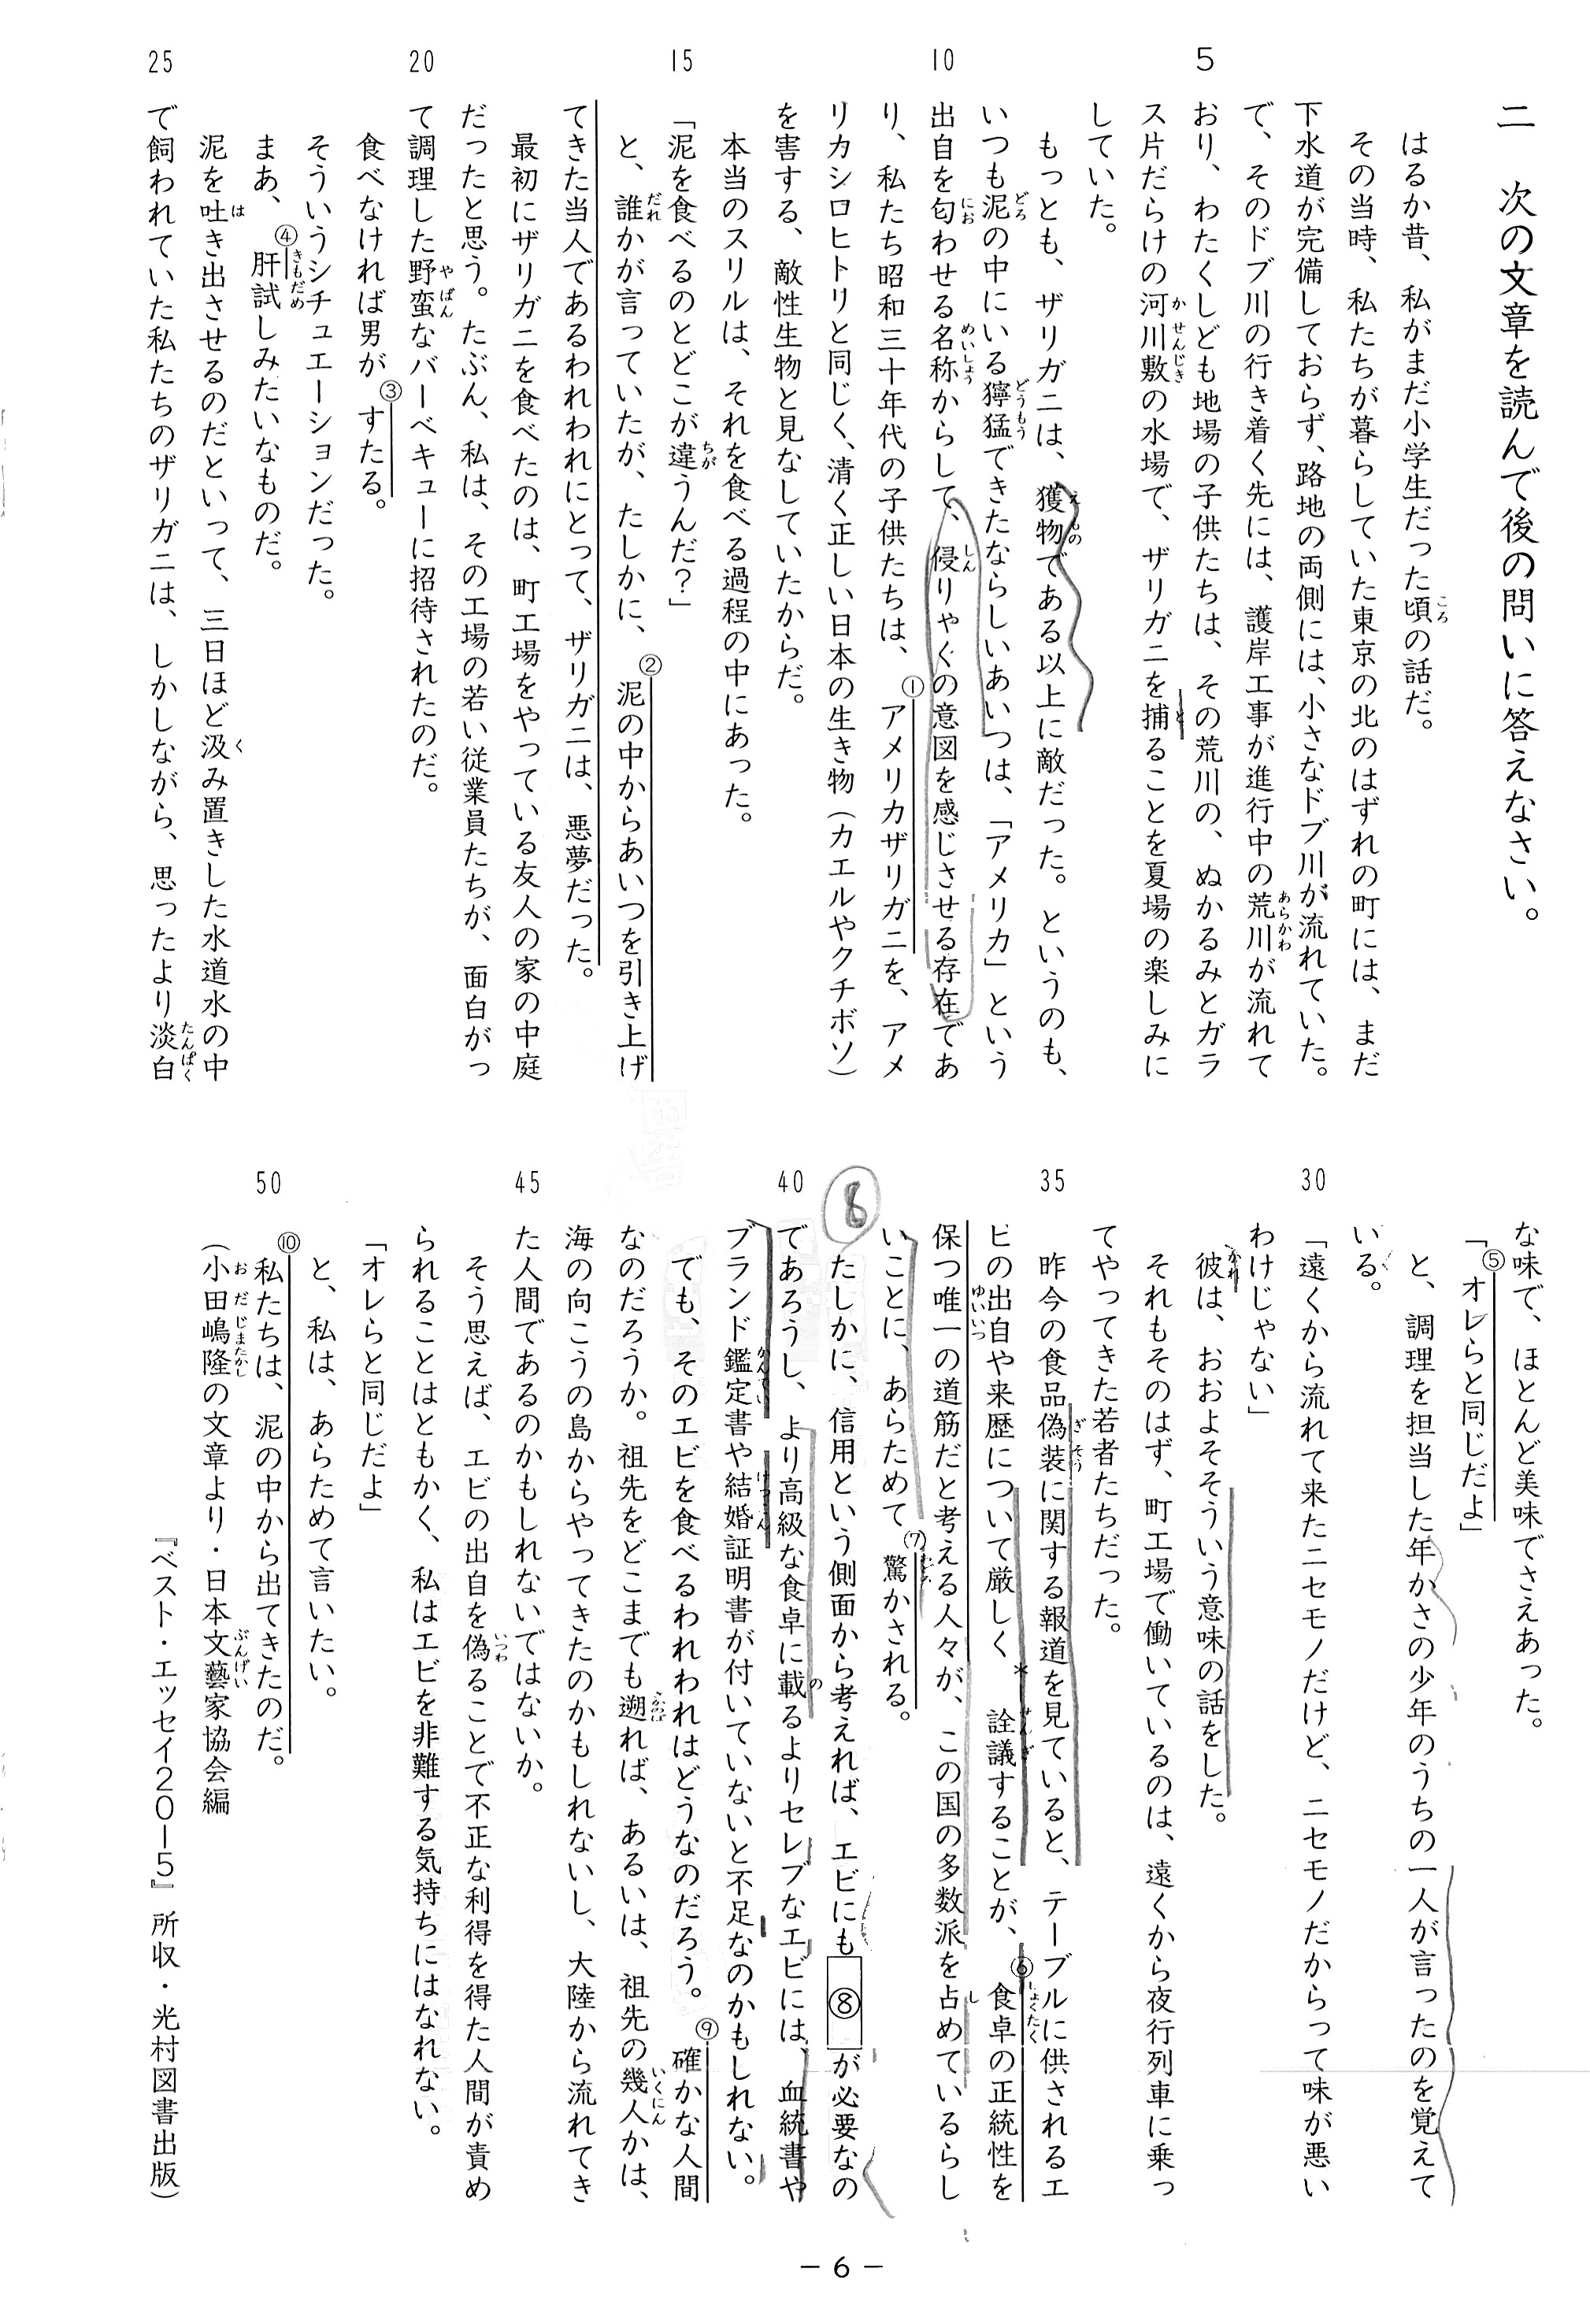 二　次の文章を読んで後の問いに答えなさい。
はるか昔、私がまだ小学生だった頃の話だ。
その当時、私たちが暮らしていた東京の北のはずれの町には、まだ
下水道が完備しておらず、路地の両側には、小さなドブ川が流れていた。
で、そのドブ川の行き着く先には、護岸工事が進行中の荒川が流れて
5
おり、わたくしども地場の子供たちは、その荒川の、ぬかるみとガラ
ス片だらけの河川敷の水場で、ザリガニを捕ることを夏場の楽しみに
していた。
もっとも、ザリガニは、獲物である以上に敵だった。というのも、
いつも泥の中にいる獰猛できたならしいあいつは、「アメリカ」という
10
出自を匂わせる名称からして、侵りゃくの意図を感じさせる存在であ
り、私たち昭和三十年代の子供たちは、①アメリカザリガニを、アメ
リカシロヒトリと同じく、清く正しい日本の生き物（カエルやクチボソ）
を害する、敵性生物と見なしていたからだ。
本当のスリルは、それを食べる過程の中にあった。
15
「泥を食べるのとどこが違うんだ？」
と、誰かが言っていたが、たしかに、②泥の中からあいつを引き上げ
てきた当人であるわれわれにとって、ザリガニは、悪夢だった。
最初にザリガニを食べたのは、町工場をやっている友人の家の中庭
だったと思う。たぶん、私は、その工場の若い従業員たちが、面白がっ
20
て調理した野蛮なバーベキューに招待されたのだ。
食べなければ男が③すたる。
そういうシチュエーションだった。
まあ、④肝試しみたいなものだ。
泥を吐き出させるのだといって、三日ほど汲み置きした水道水の中
25
で飼われていた私たちのザリガニは、しかしながら、思ったより淡白
な味で、ほとんど美味でさえあった。
「⑤オレらと同じだよ」
と、調理を担当した年かさの少年のうちの一人が言ったのを覚えて
いる。
30
「遠くから流れて来たニセモノだけど、ニセモノだからって味が悪い
わけじゃない」
彼は、おおよそそういう意味の話をした。
それもそのはず、町工場で働いているのは、遠くから夜行列車に乗っ
てやってきた若者たちだった。
35
昨今の食品偽装に関する報道を見ていると、テーブルに供されるエ
ビの出自や来歴について厳しく＊詮議することが、⑥食卓の正統性を
保つ唯一の道筋だと考える人々が、この国の多数派を占めているらし
いことに、あらためて⑦驚かされる。
⑧
たしかに、信用という側面から考えれば、エビにも⑧が必要なの
40
であろうし、より高級な食卓に載るよりセレブなエビには、血統書や
ブランド鑑定書や結婚証明書が付いていないと不足なのかもしれない。
でも、そのエビを食べるわれわれはどうなのだろう。⑨確かな人間
なのだろうか。祖先をどこまでも遡れば、あるいは、祖先の幾人かは、
海の向こうの島からやってきたのかもしれないし、大陸から流れてき
45
た人間であるのかもしれないではないか。
そう思えば、エビの出自を偽ることで不正な利得を得た人間が責め
られることはともかく、私はエビを非難する気持ちにはなれない。
「オレらと同じだよ」
と、私は、あらためて言いたい。
50
⑩私たちは、泥の中から出てきたのだ。
（小田嶋隆の文章より・日本文藝家協会編
『ベスト・エッセイ２０１５』所収・光村図書出版）
－６－